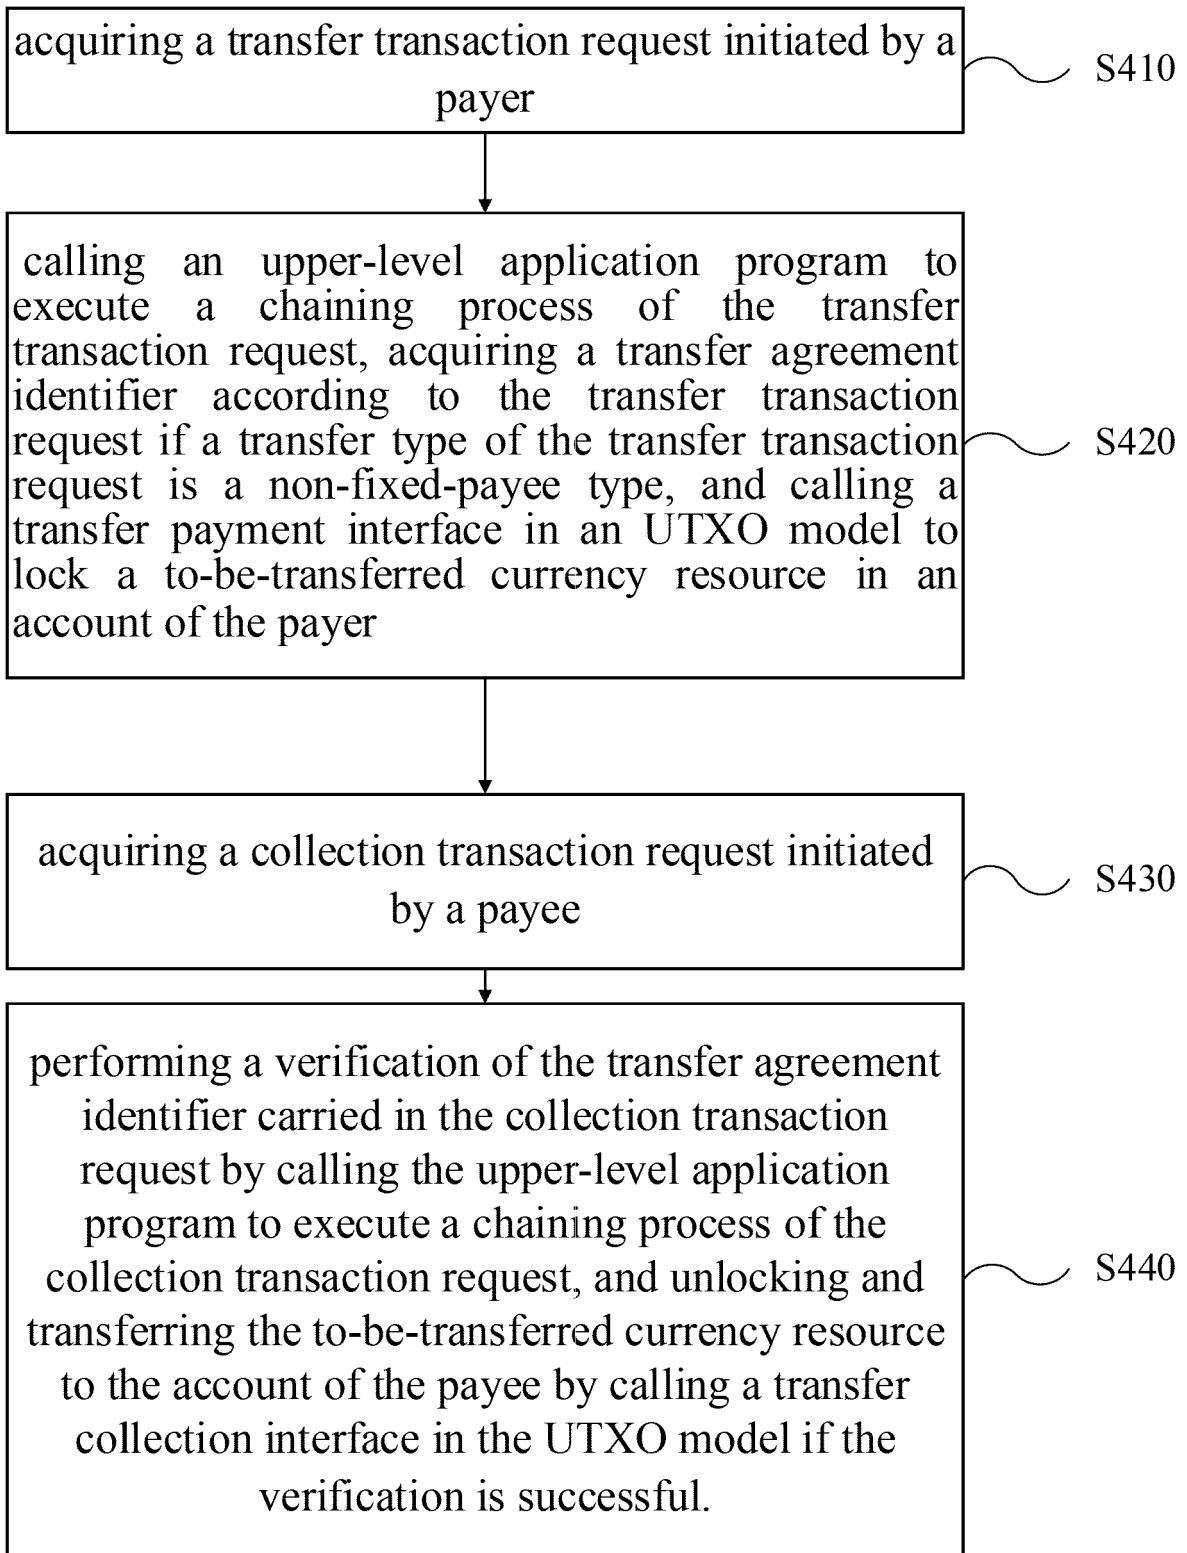 acquiring a transfer transaction request initiated by a
payer
S410
calling an upper-level application program to
execute a chaining process of the transfer
transaction request, acquiring a transfer agreement
identifier according to the transfer transaction
request if a transfer type of the transfer transaction
request is a non-fixed-payee type, and calling a
transfer payment interface in an UTXO model to
lock a to-be-transferred currency resource in an
account of the payer
S420
acquiring a collection transaction request initiated
by a payee
S430
performing a verification of the transfer agreement
identifier carried in the collection transaction
request by calling the upper-level application
program to execute a chaining process of the
collection transaction request, and unlocking and
transferring the to-be-transferred currency resource
to the account of the payee by calling a transfer
collection interface in the UTXO model if the
verification is successful.
S440